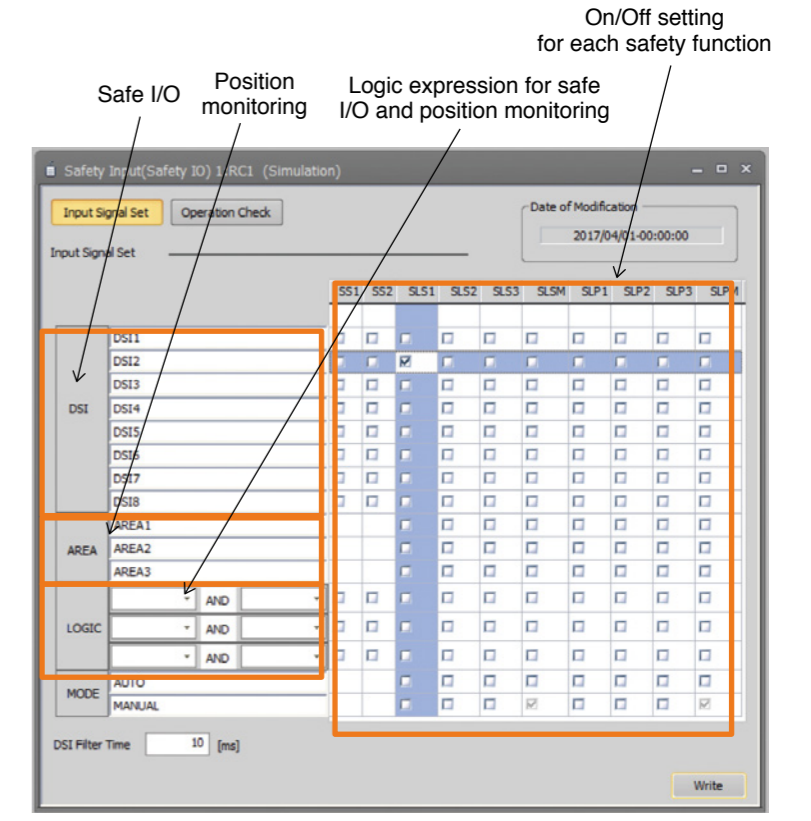 On/Off setting
for each safety function
Safe I/O
Position
monitoring
Logic expression for safe
I/O and position monitoring
Safety Input(Safety IO) 1:RC1 (Simulation)
Input Signal Set
Operation Check
Date of Modification
2017/04/01-00:00:00
Input Signal Set
SS1 SS2 SLS1 SLS2 SLS3 SLSM SLP1 SLP2 SLP3 SLPM
DSI
DSI1
DSI2
DSI3
DSI4
DSI5
DSI6
DSI7
DSI8
AREA
AREA1
AREA2
AREA3
LOGIC
AND
AND
AND
MODE
AUTO
MANUAL
DSI Filter Time 10 [ms]
Write